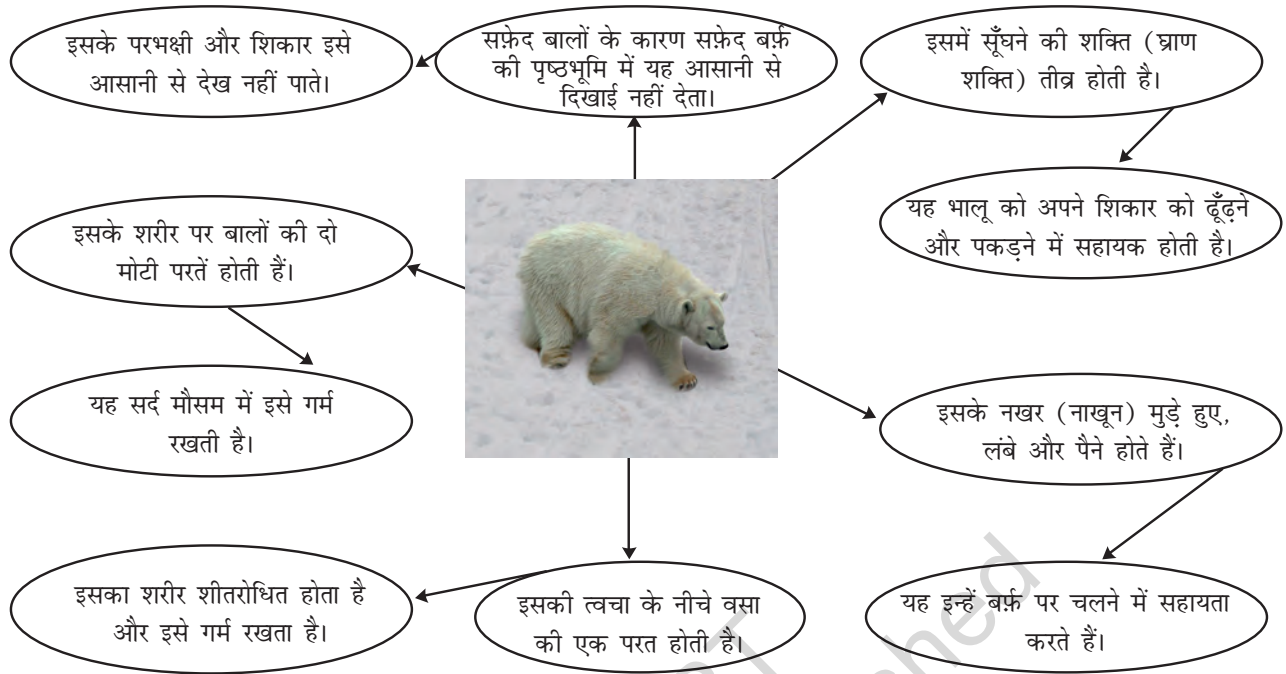 इसके परभक्षी और शिकार इसे
आसानी से देख नहीं पाते।
सफ़ेद बालों के कारण सफ़ेद बर्फ़
की पृष्ठभूमि में यह आसानी से
दिखाई नहीं देता।
इसमें सूँघने की शक्ति (घ्राण
शक्ति) तीव्र होती है।
यह भालू को अपने शिकार को ढूँढ़ने
और पकड़ने में सहायक होती है।
इसके शरीर पर बालों की दो
मोटी परतें होती हैं।
यह सर्द मौसम में इसे गर्म
रखती है।
इसके नखर (नाखून) मुड़े हुए,
लंबे और पैने होते हैं।
यह इन्हें बर्फ़ पर चलने में सहायता
करते हैं।
इसकी त्वचा के नीचे वसा
की एक परत होती है।
इसका शरीर शीतरोधित होता है
और इसे गर्म रखता है।